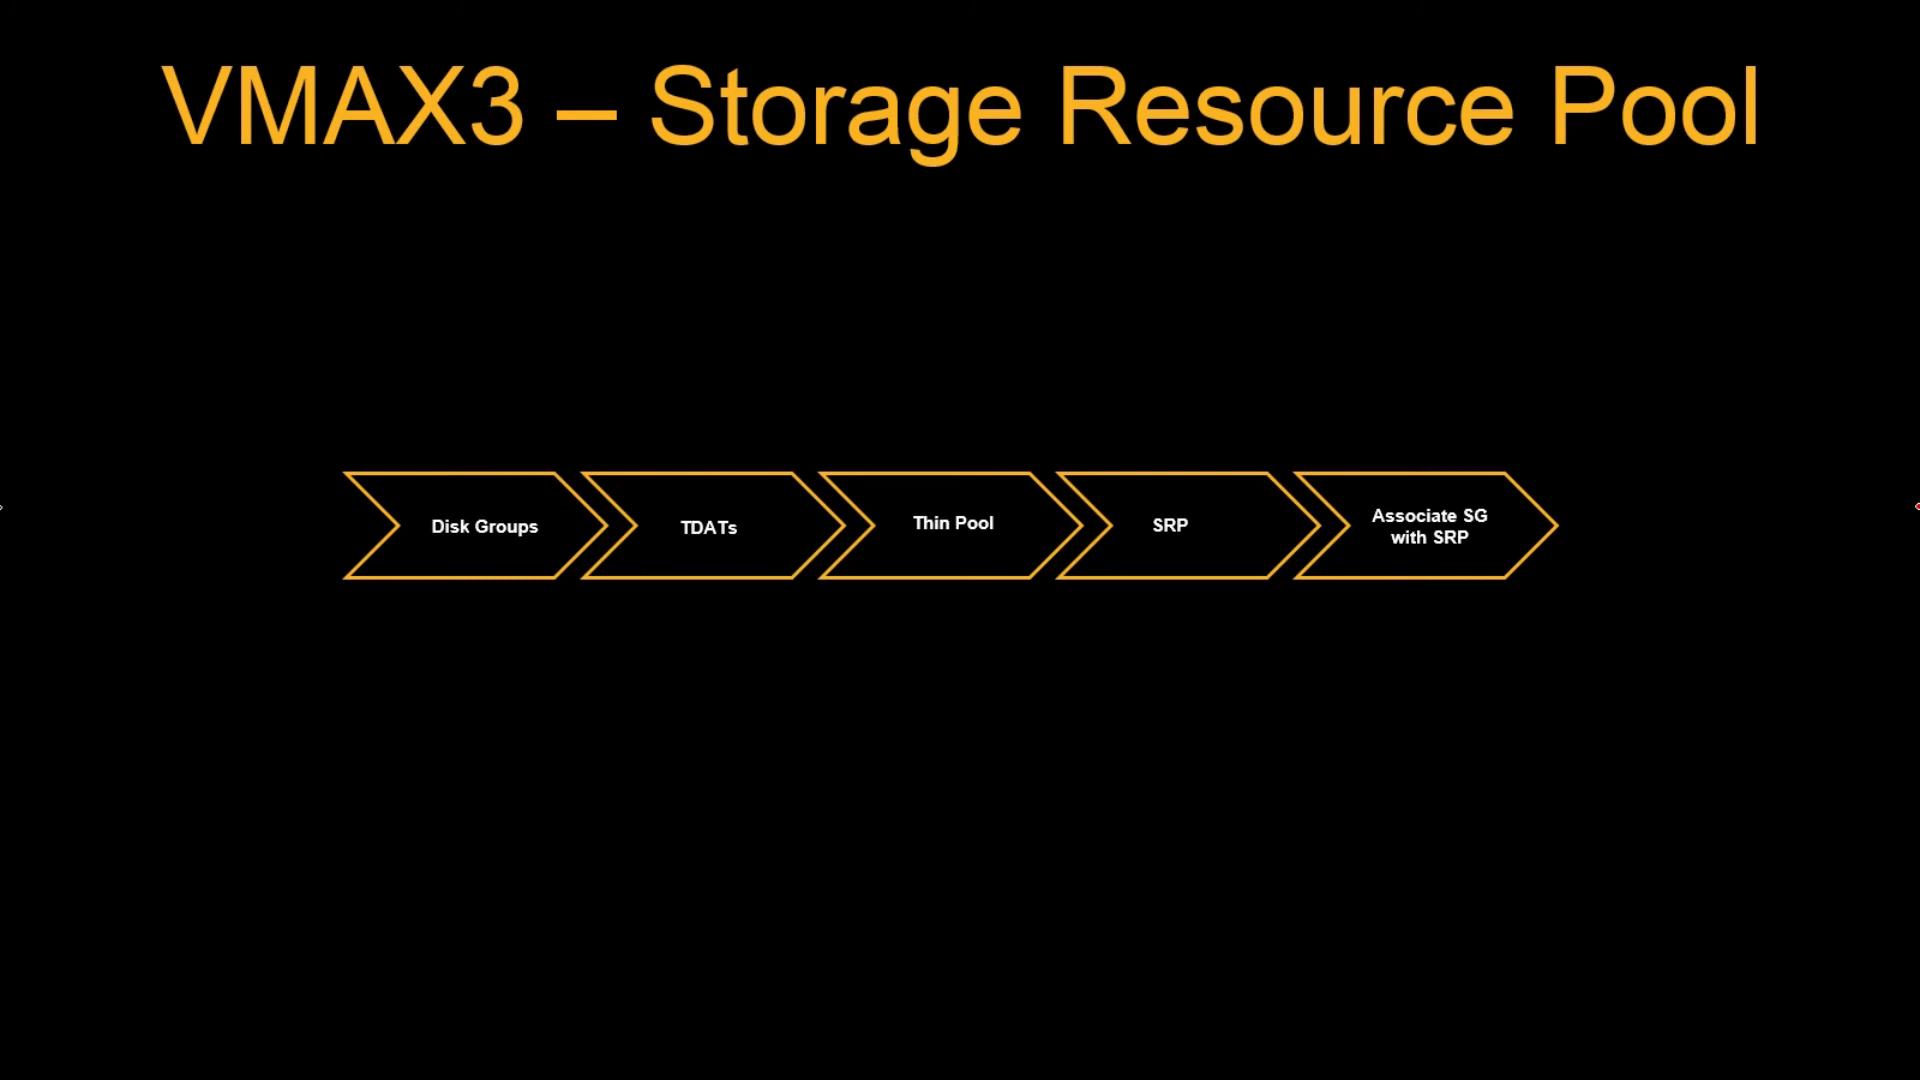 VMAX3 – Storage Resource Pool
Disk Groups
TDATs
Thin Pool
SRP
Associate SG
with SRP